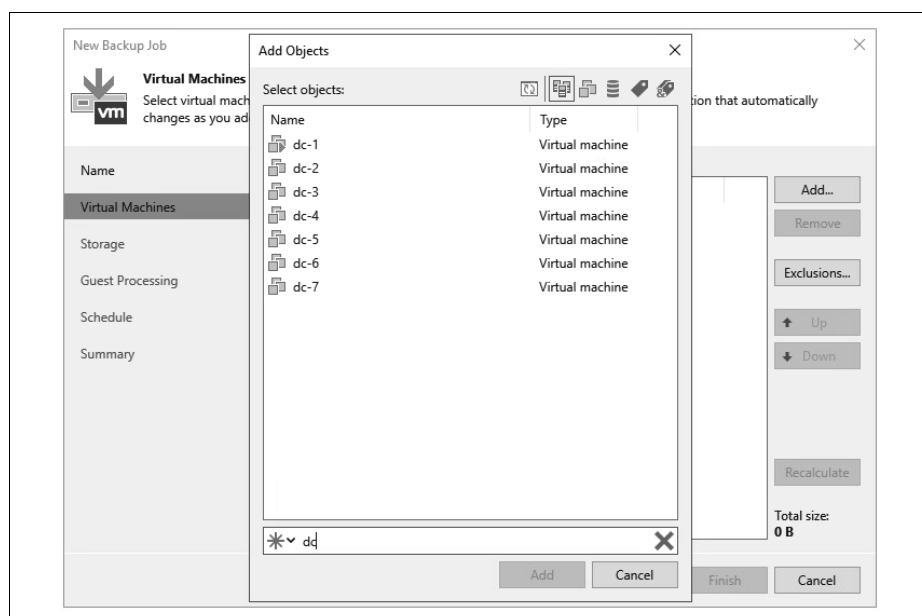 New Backup Job
Virtual Machines
Select virtual mach
changes as you ad
ion that automatically
vm
Name
Virtual Machines
Storage
Guest Processing
Schedule
Summary
Add Objects
Select objects:
Name Type
dc-1 Virtual machine
dc-2 Virtual machine
dc-3 Virtual machine
dc-4 Virtual machine
dc-5 Virtual machine
dc-6 Virtual machine
dc-7 Virtual machine
dc
Add Cancel
Add...
Remove
Exclusions...
Up
Down
Recalculate
Total size:
0 B
Finish Cancel